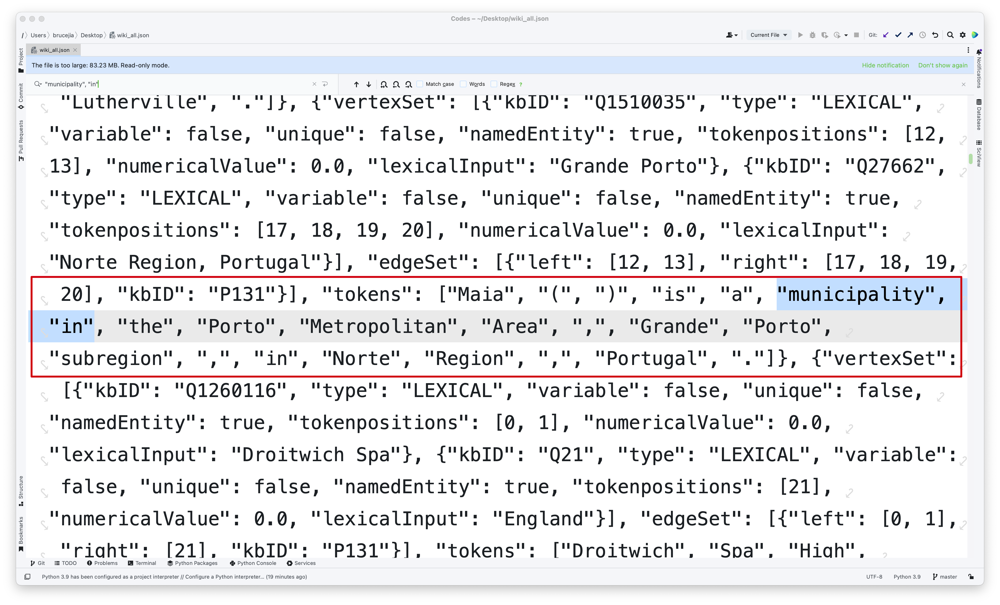 Codes – ~/Desktop/wiki_all.json
/ Users brucejia Desktop wiki_all.json
Current File
Git:
wiki_all.json
The file is too large: 83.23 MB. Read-only mode.
Hide notification Don't show again
"municipality", "in"
Match case Words Regex ?
"Lutherville", "."]}, {"vertexSet": [{"kbID": "Q1510035", "type": "LEXICAL",
"variable": false, "unique": false, "namedEntity": true, "tokenpositions": [12,
13], "numericalValue": 0.0, "lexicalInput": "Grande Porto"}, {"kbID": "Q27662",
"type": "LEXICAL", "variable": false, "unique": false, "namedEntity": true,
"tokenpositions": [17, 18, 19, 20], "numericalValue": 0.0, "lexicalInput":
"Norte Region, Portugal"}], "edgeSet": [{"left": [12, 13], "right": [17, 18, 19,
20], "kbID": "P131"}], "tokens": ["Maia", "(", ")", "is", "a", "municipality",
"in", "the", "Porto", "Metropolitan", "Area", ",", "Grande", "Porto",
"subregion", ",", "in", "Norte", "Region", ",", "Portugal", "."]}, {"vertexSet":
[{"kbID": "Q1260116", "type": "LEXICAL", "variable": false, "unique": false,
"namedEntity": true, "tokenpositions": [0, 1], "numericalValue": 0.0,
"lexicalInput": "Droitwich Spa"}, {"kbID": "Q21", "type": "LEXICAL", "variable":
false, "unique": false, "namedEntity": true, "tokenpositions": [21],
"numericalValue": 0.0, "lexicalInput": "England"}], "edgeSet": [{"left": [0, 1],
"right": [21], "kbID": "P131"}], "tokens": ["Droitwich", "Spa", "High",
Project
Commit
Pull Requests
Structure
Bookmarks
Notifications
Database
SciView
Git TODO Problems Terminal Python Packages Python Console Services
Python 3.9 has been configured as a project interpreter // Configure a Python interpreter... (19 minutes ago)
UTF-8 Python 3.9 master